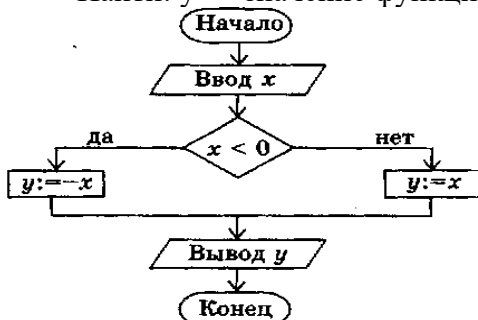 Начало
Ввод x
да
x < 0
нет
y:=-x
y:=x
Вывод y
Конец